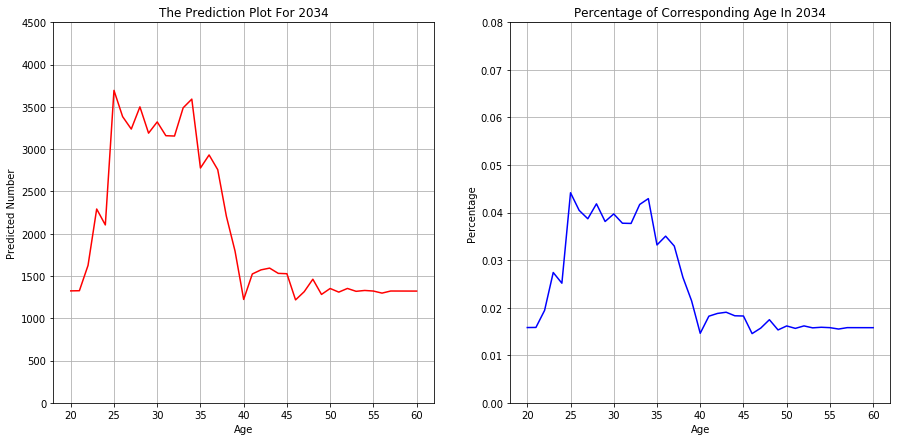 The Prediction Plot For 2034
4500
4000
3500
3000
2500
2000
1500
1000
500
0
Predicted Number
20 25 30 35 40 45 50 55 60
Age
Percentage of Corresponding Age In 2034
0.08
0.07
0.06
0.05
0.04
0.03
0.02
0.01
0.00
Percentage
20 25 30 35 40 45 50 55 60
Age